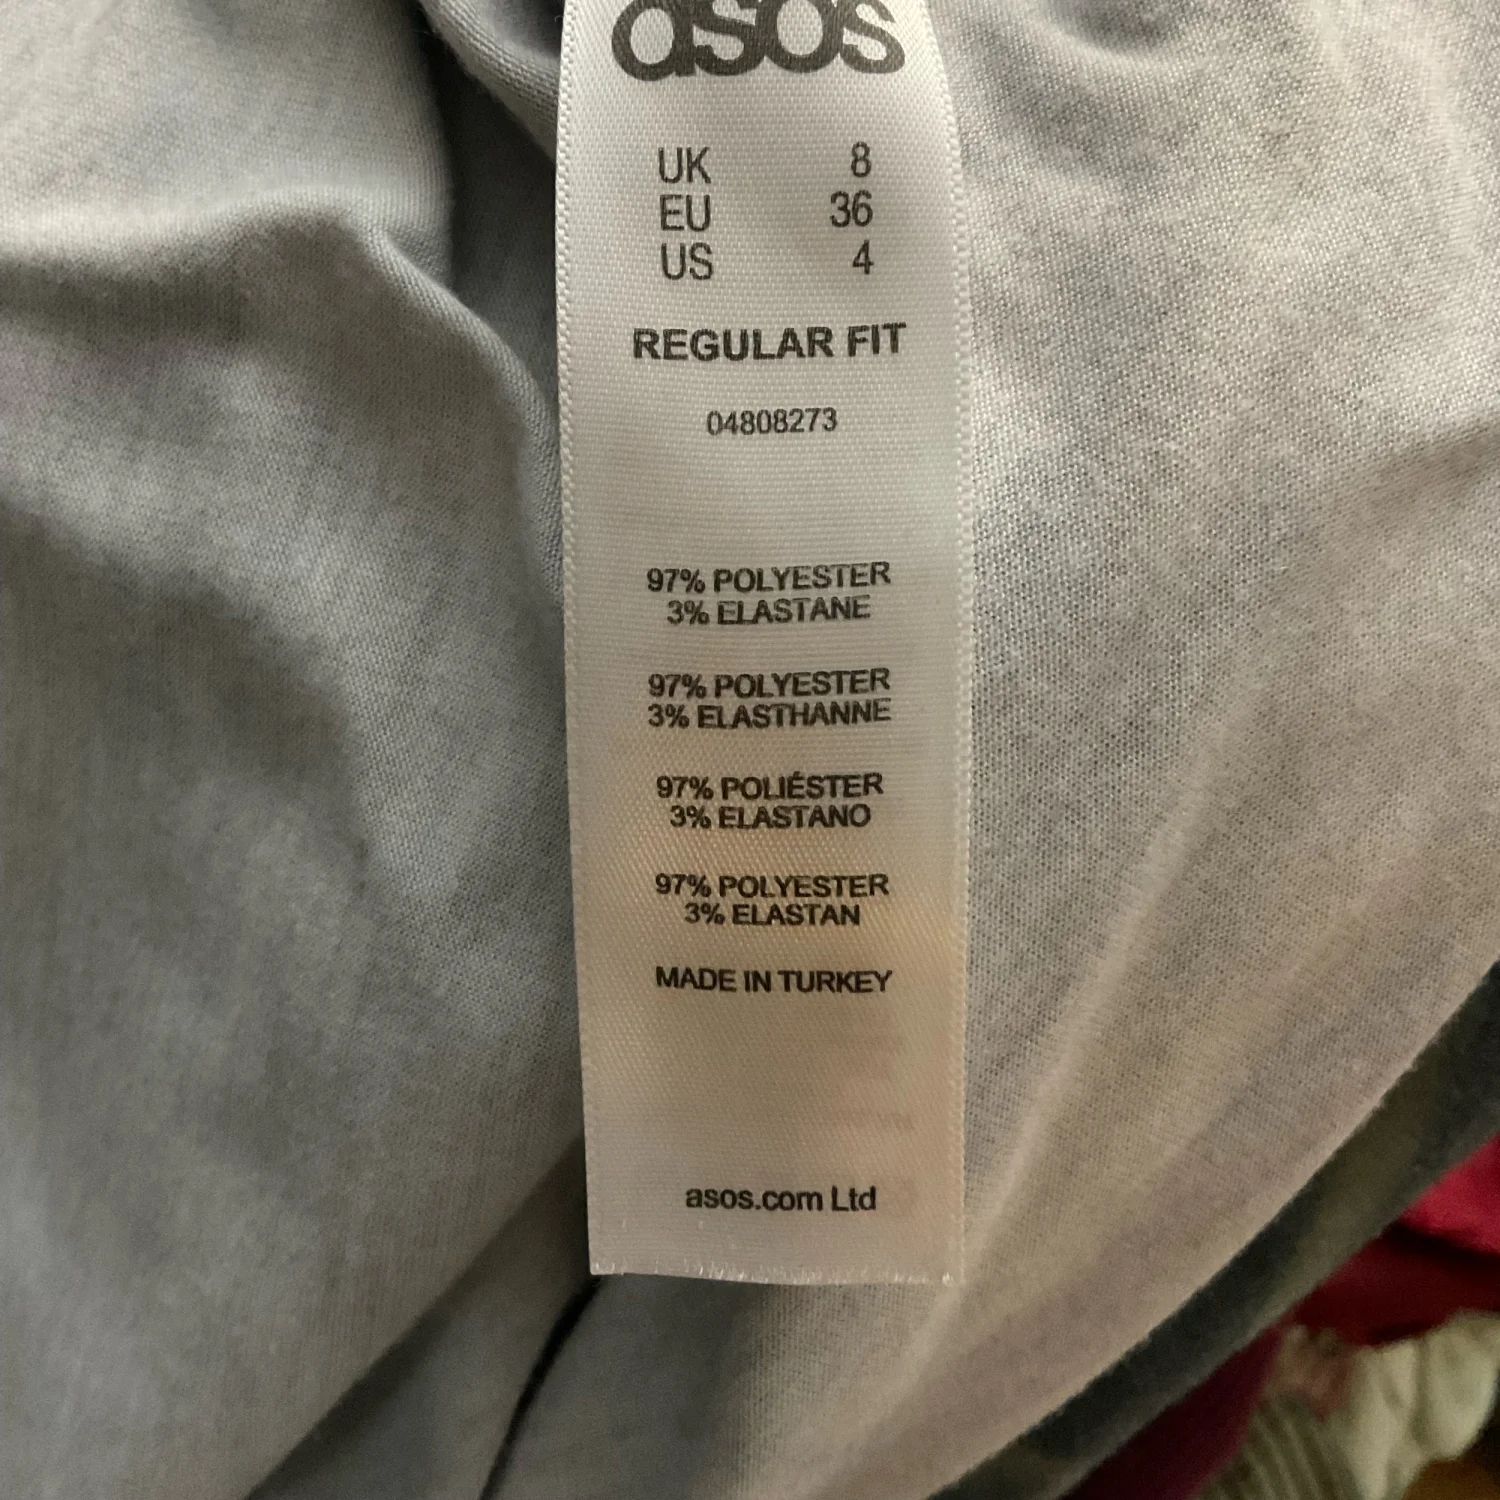 asos
UK 8
EU 36
US 4
REGULAR FIT
04808273
97% POLYESTER
3% ELASTANE
97% POLYESTER
3% ELASTHANNE
97% POLIÉSTER
3% ELASTANO
97% POLYESTER
3% ELASTAN
MADE IN TURKEY
asos.com Ltd